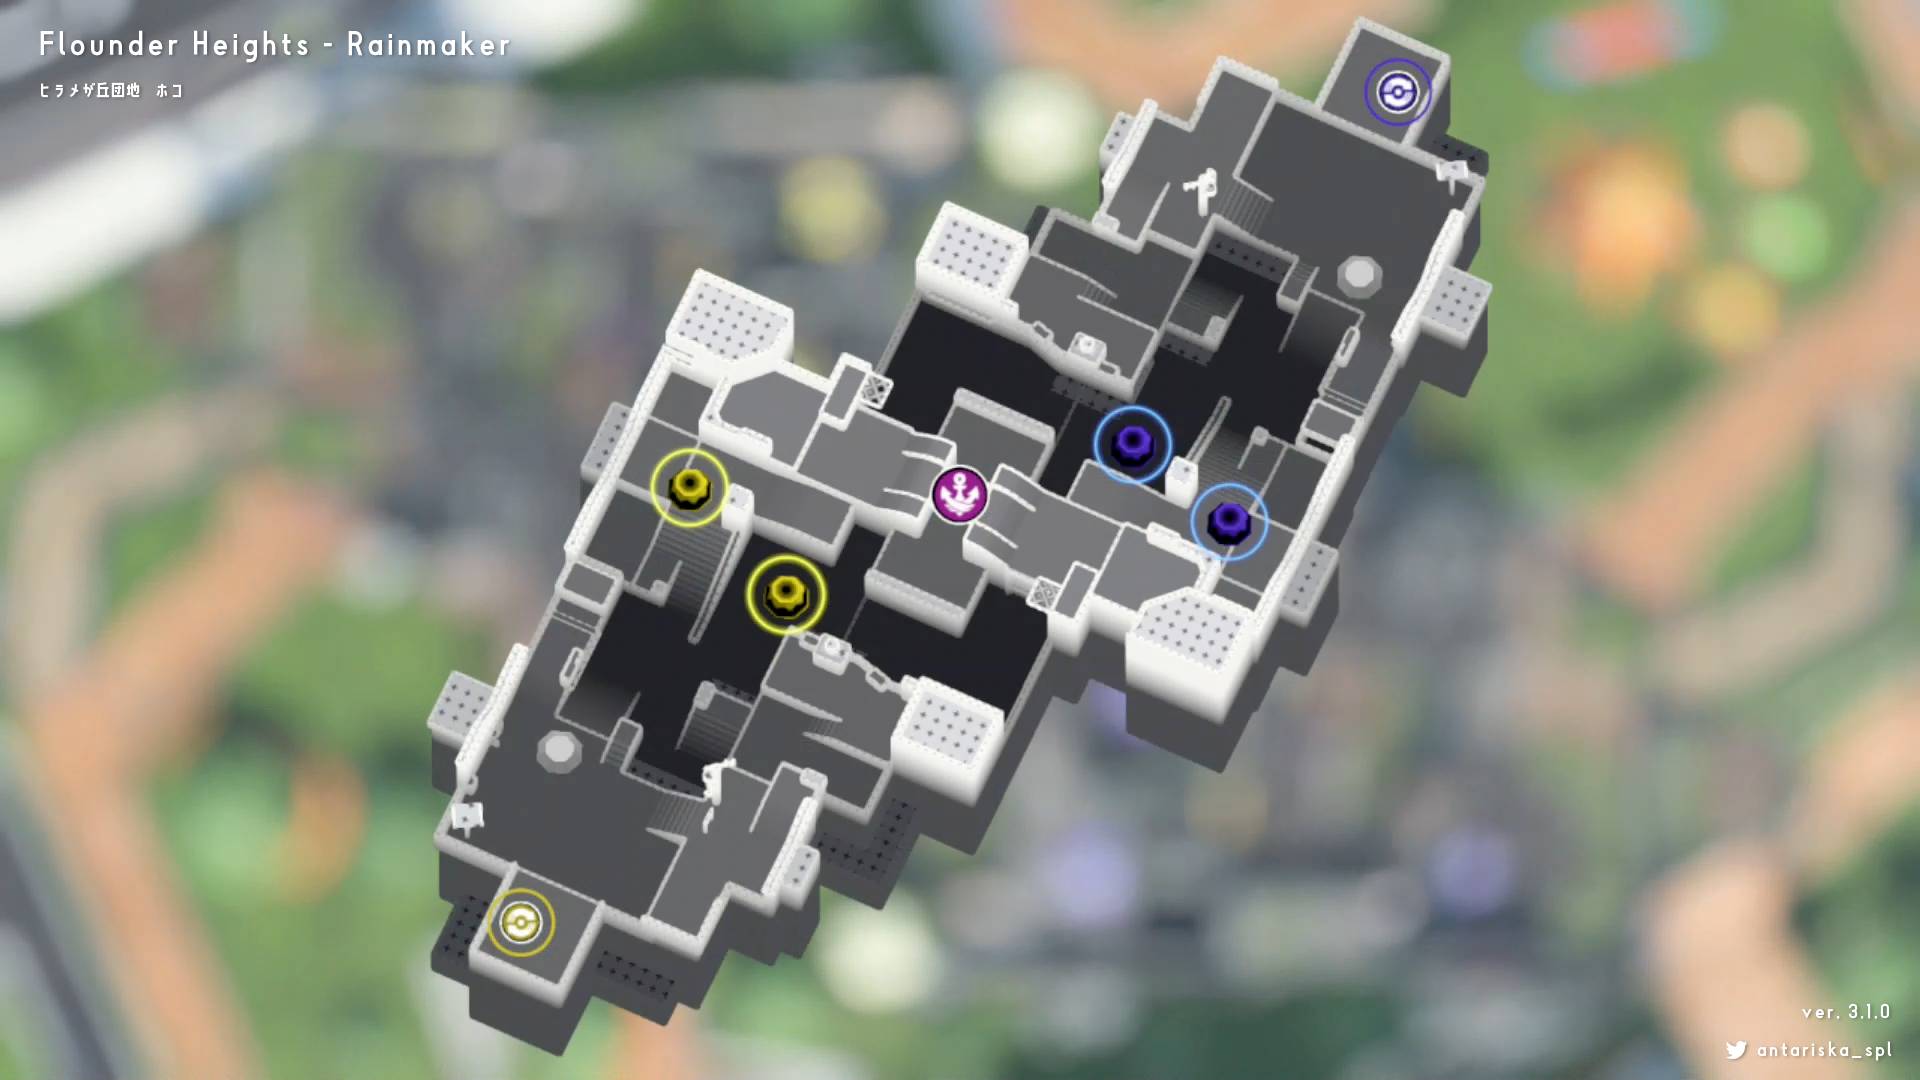 Flounder Heights - Rainmaker
ヒラメが丘団地 ホコ
ver. 3.1.0
antariska_spl